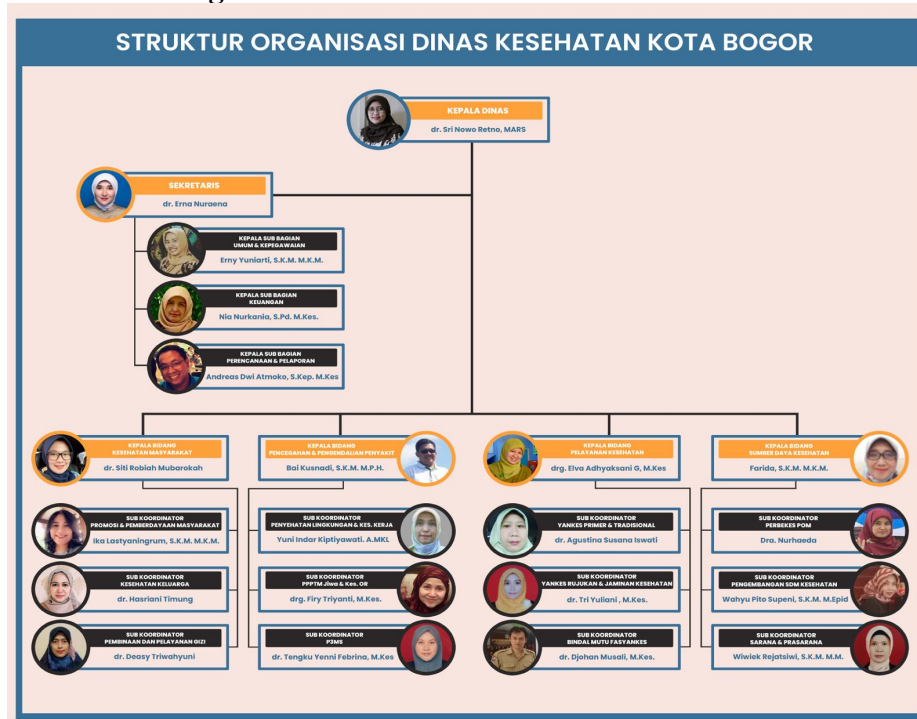 STRUKTUR ORGANISASI DINAS KESEHATAN KOTA BOGOR
KEPALA DINAS
dr. Sri Nowo Retno, MARS
SEKRETARIS
dr. Erna Nuraena
KEPALA SUB BAGIAN
UMUM & KEPEGAWAIAN
Erny Yuniarti, S.K.M. M.K.M.
KEPALA SUB BAGIAN
KEUANGAN
Nia Nurkania, S.Pd. M.Kes.
KEPALA SUB BAGIAN
PERENCANAAN & PELAPORAN
Andreas Dwi Atmoko, S.Kep. M.Kes
KEPALA BIDANG
KESEHATAN MASYARAKAT
dr. Siti Robiah Mubarokah
KEPALA BIDANG
PENCEGAHAN & PENGENDALIAN PENYAKIT
Bai Kusnadi, S.K.M. M.P.H.
KEPALA BIDANG
PELAYANAN KESEHATAN
drg. Elva Adhyaksani G, M.Kes
KEPALA BIDANG
SUMBER DAYA KESEHATAN
Farida, S.K.M. M.K.M.
SUB KOORDINATOR
PROMOSI & PEMBERDAYAAN MASYARAKAT
Ika Lastyaningrum, S.K.M. M.K.M.
SUB KOORDINATOR
PENYEHATAN LINGKUNGAN & KES. KERJA
Yuni Indar Kiptiyawati. A.MKL
SUB KOORDINATOR
YANKES PRIMER & TRADISIONAL
dr. Agustina Susana Iswati
SUB KOORDINATOR
PERBEKES POM
Dra. Nurhaeda
SUB KOORDINATOR
KESEHATAN KELUARGA
dr. Hasriani Timung
SUB KOORDINATOR
PPPTM Jiwa & Kes. OR
drg. Firy Triyanti, M.Kes.
SUB KOORDINATOR
YANKES RUJUKAN & JAMINAN KESEHATAN
dr. Tri Yuliani , M.Kes.
SUB KOORDINATOR
PENGEMBANGAN SDM KESEHATAN
Wahyu Pito Supeni, S.K.M. M.Epid
SUB KOORDINATOR
PEMBINAAN DAN PELAYANAN GIZI
dr. Deasy Triwahyuni
SUB KOORDINATOR
P3MS
dr. Tengku Yenni Febrina, M.Kes
SUB KOORDINATOR
BINDAL MUTU FASYANKES
dr. Djohan Musali, M.Kes.
SUB KOORDINATOR
SARANA & PRASARANA
Wiwiek Rejatsiwi, S.K.M. M.M.